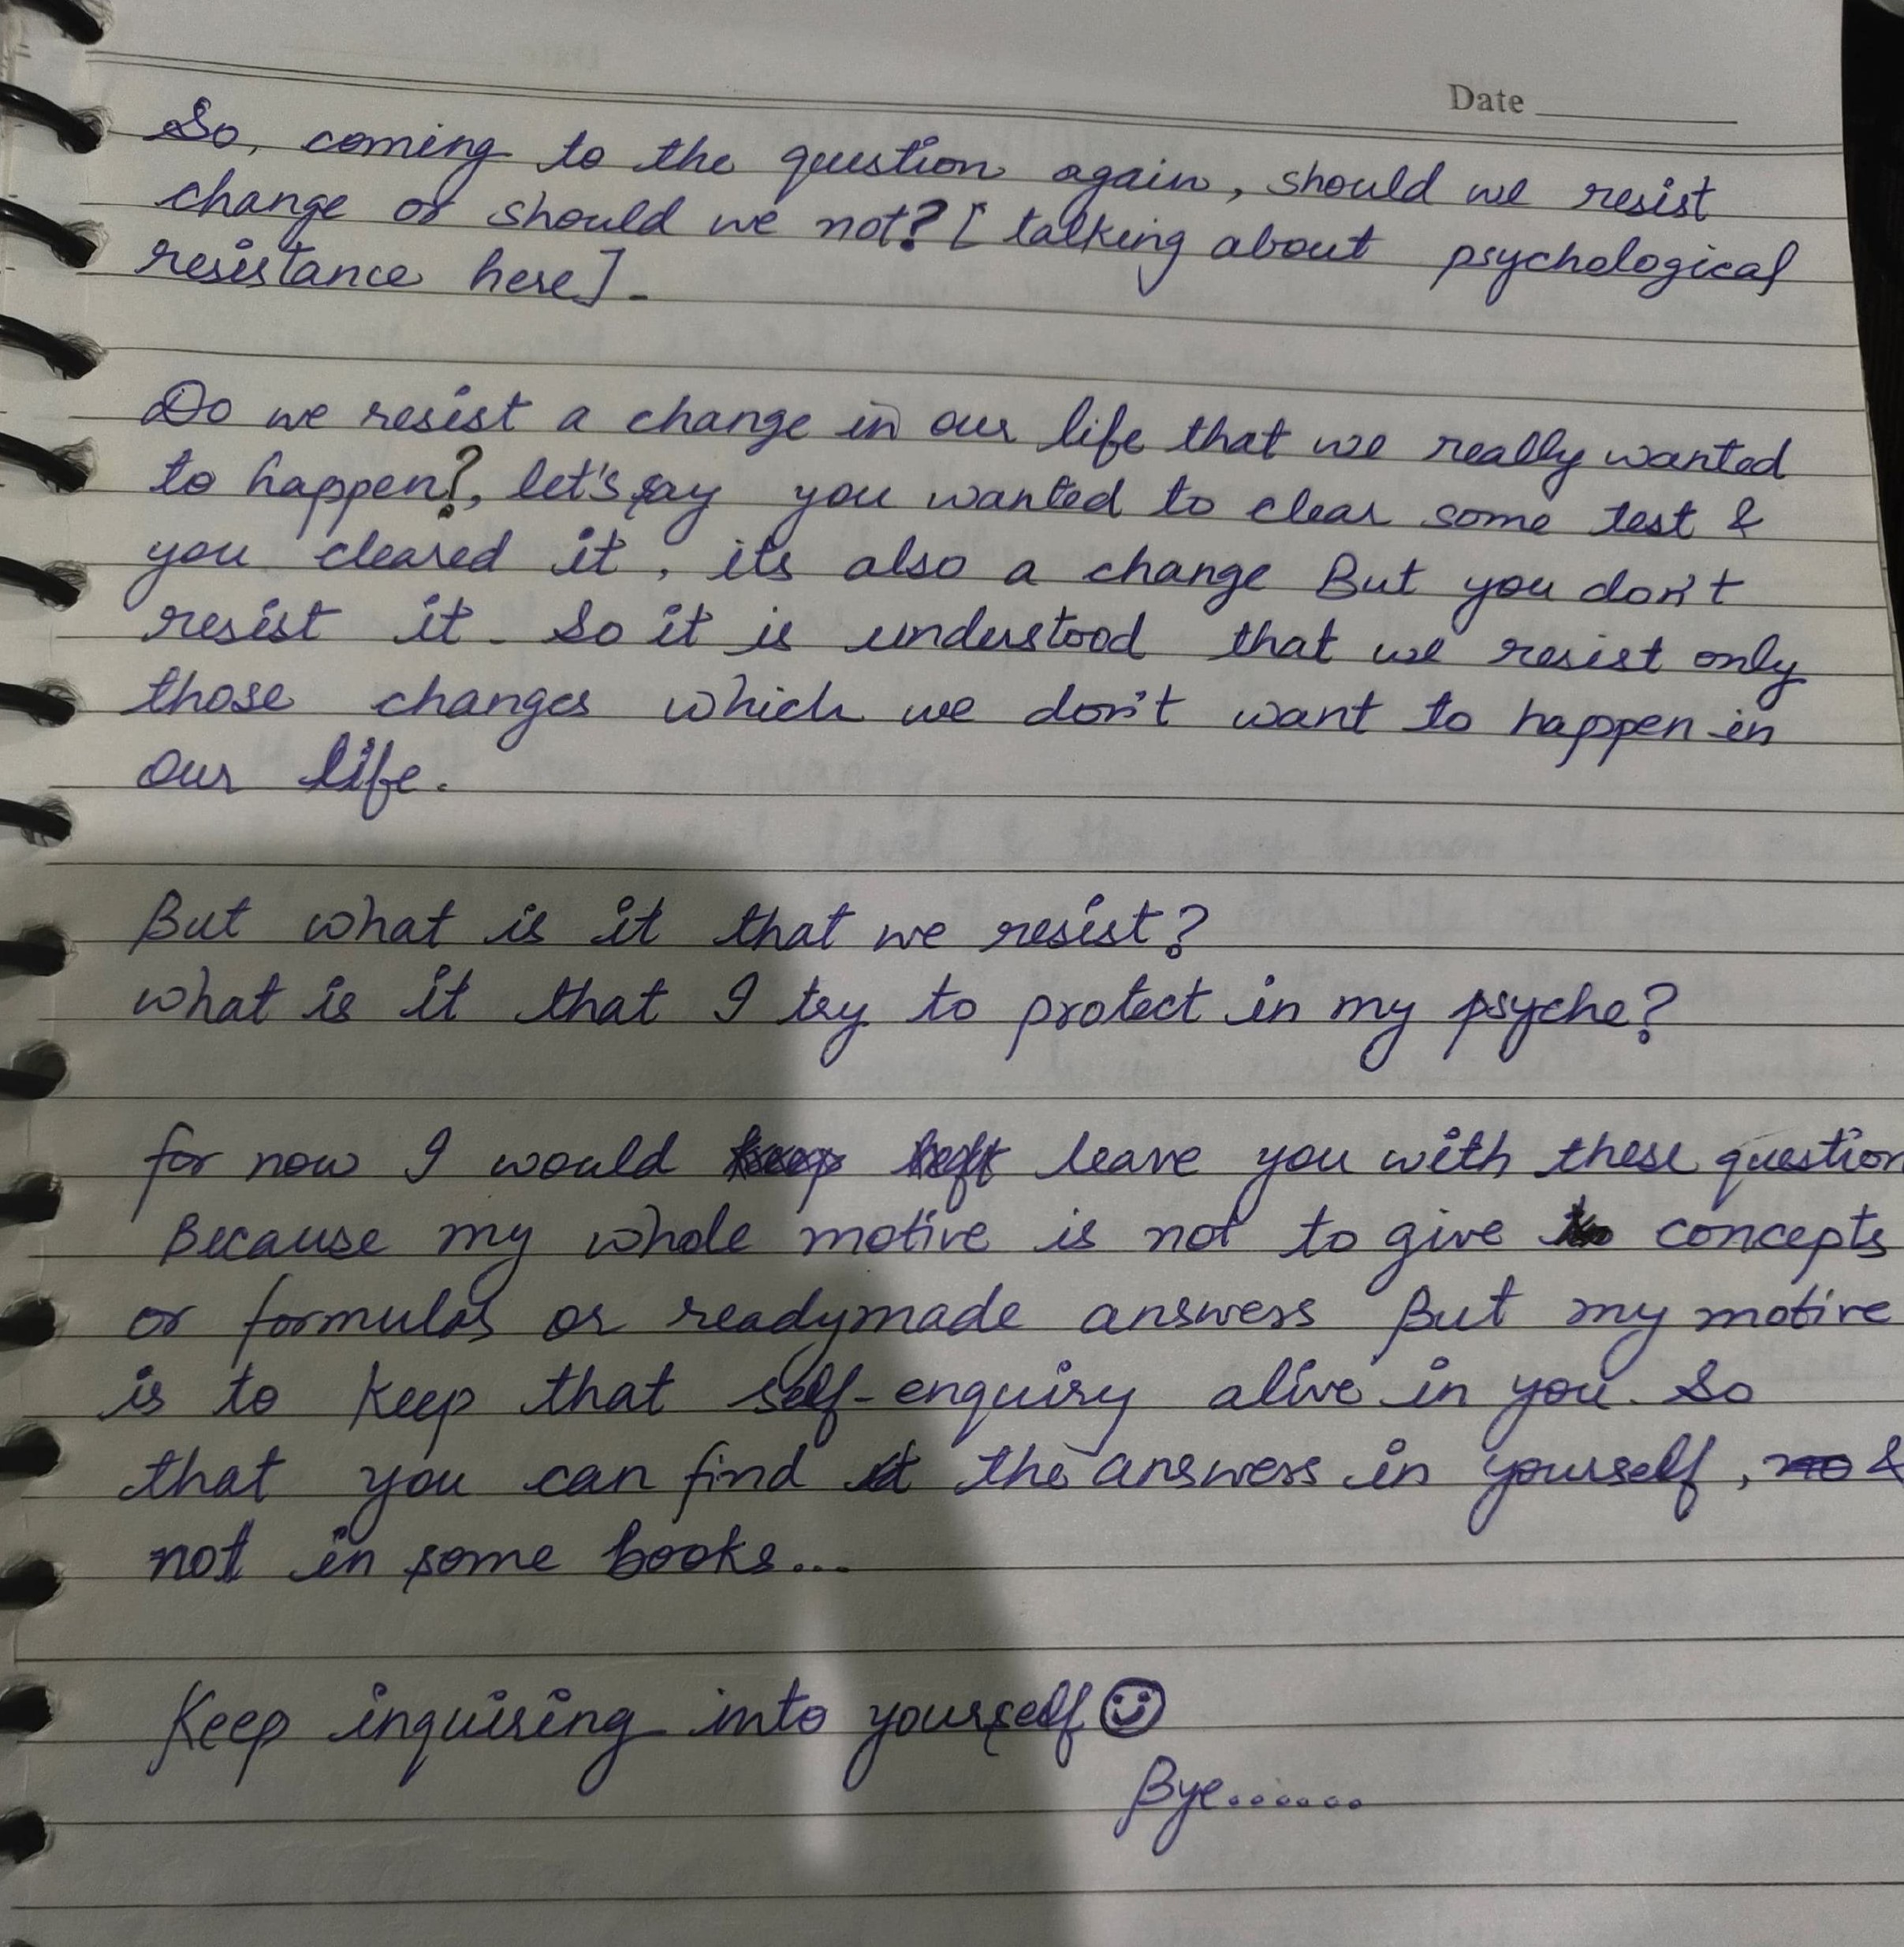 Date
So, coming to the question again, should we resist
change or should we not? [talking about psychological
resistance here].
Do we resist a change in our life that we really wanted
to happen?, let's say you wanted to clear some test &
you cleared it, its also a change But you don't
resist it. So it is understood that we resist only
those changes which we don't want to happen in
our life.
But what is it that we resist?
what is it that I try to protect in my psyche?
for now I would leave you with these question
Because my whole motive is not to give concepts
or formulas or readymade answers But my motive
is to keep that self-enquiry alive in you. So
that you can find the answers in yourself, &
not in some books...
Keep inquiring into yourself ☺
Bye.......